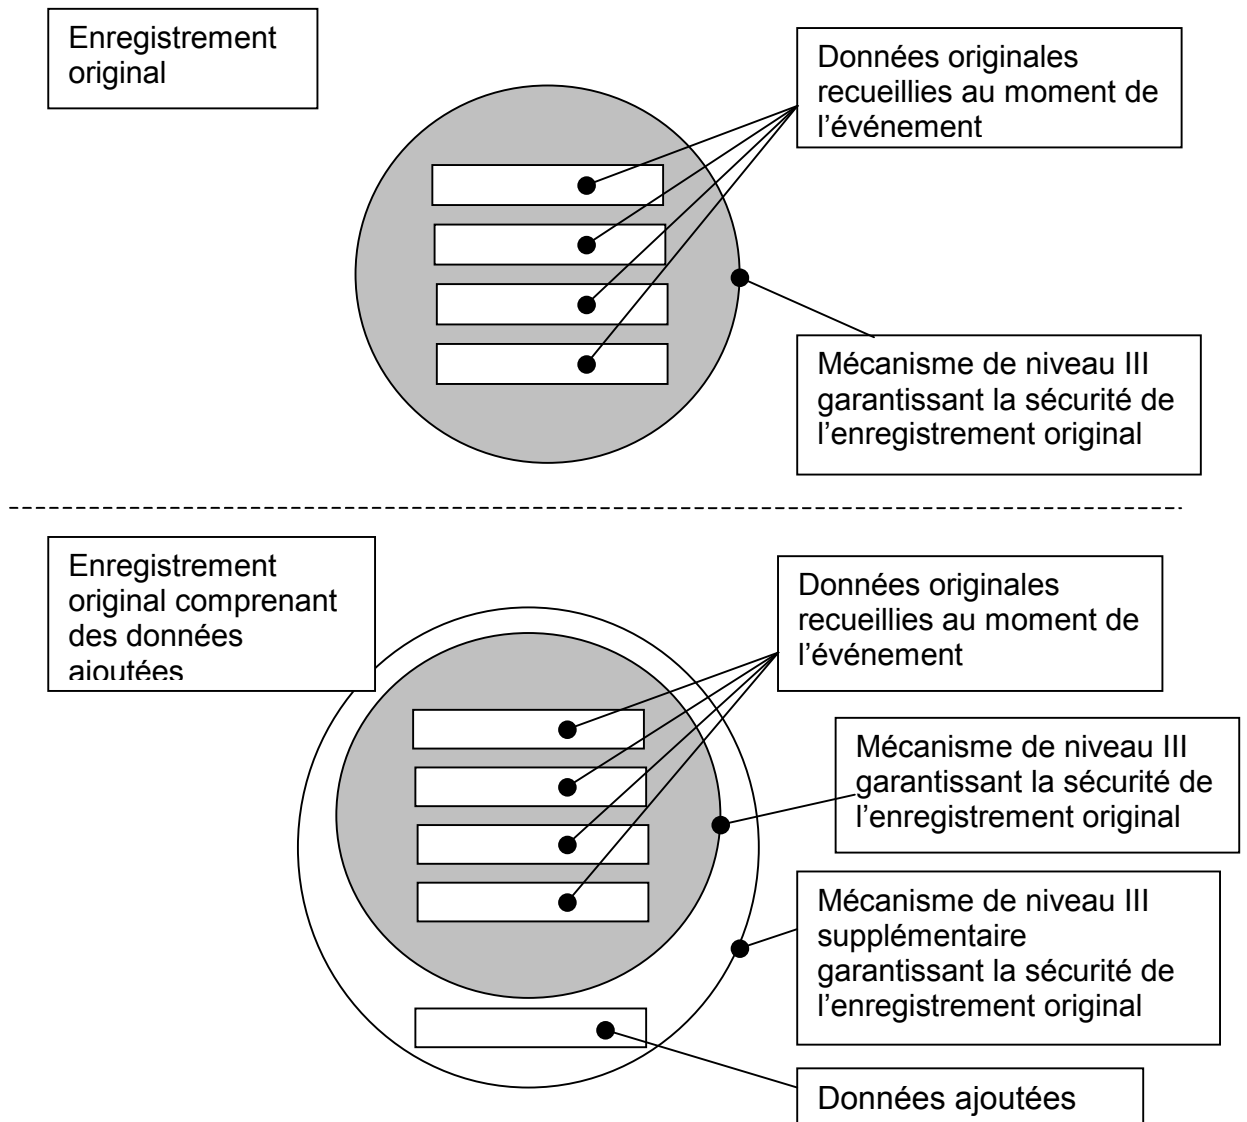 Enregistrement
original
Données originales
recueillies au moment de
l’événement
Mécanisme de niveau III
garantissant la sécurité de
l’enregistrement original
Enregistrement
original comprenant
des données
ajoutées
Données originales
recueillies au moment de
l’événement
Mécanisme de niveau III
garantissant la sécurité de
l’enregistrement original
Mécanisme de niveau III
supplémentaire
garantissant la sécurité de
l’enregistrement original
Données ajoutées